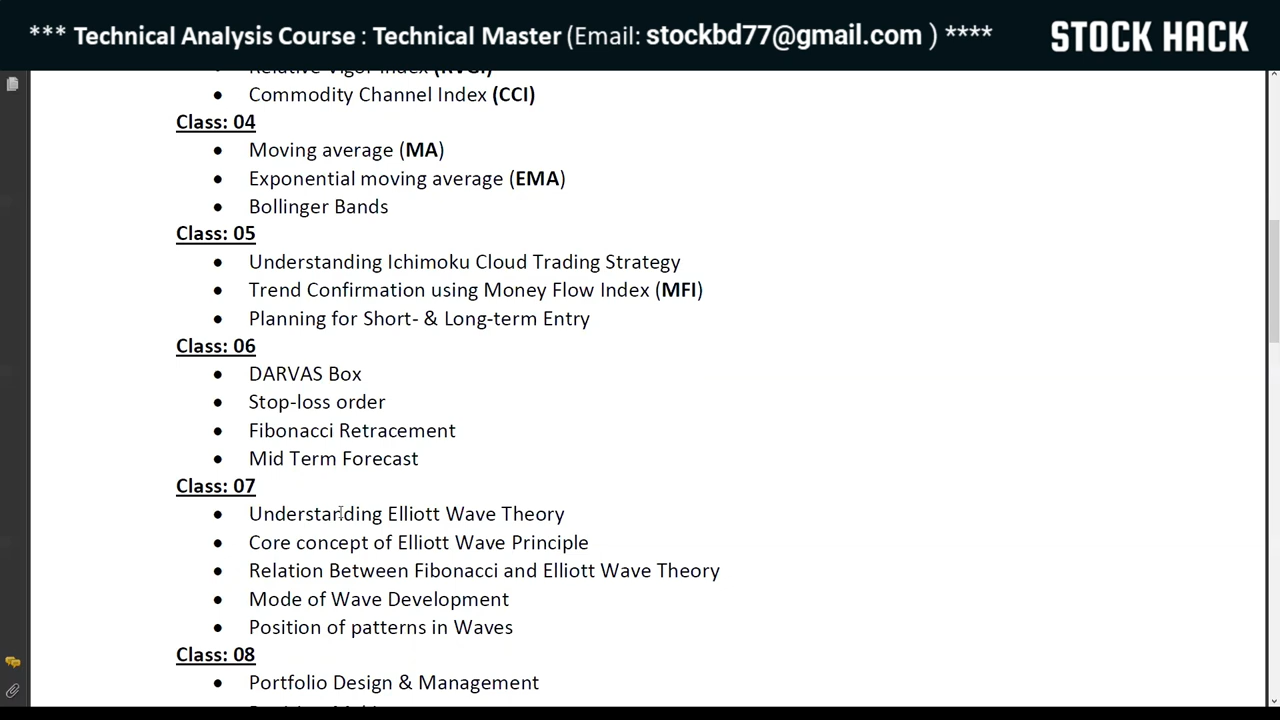 *** Technical Analysis Course : Technical Master (Email: stockbd77@gmail.com ) ****
STOCK HACK
Relative Vigor Index (RVGI)
• Commodity Channel Index (CCI)
Class: 04
• Moving average (MA)
• Exponential moving average (EMA)
• Bollinger Bands
Class: 05
• Understanding Ichimoku Cloud Trading Strategy
• Trend Confirmation using Money Flow Index (MFI)
• Planning for Short- & Long-term Entry
Class: 06
• DARVAS Box
• Stop-loss order
• Fibonacci Retracement
• Mid Term Forecast
Class: 07
• Understanding Elliott Wave Theory
• Core concept of Elliott Wave Principle
• Relation Between Fibonacci and Elliott Wave Theory
• Mode of Wave Development
• Position of patterns in Waves
Class: 08
• Portfolio Design & Management